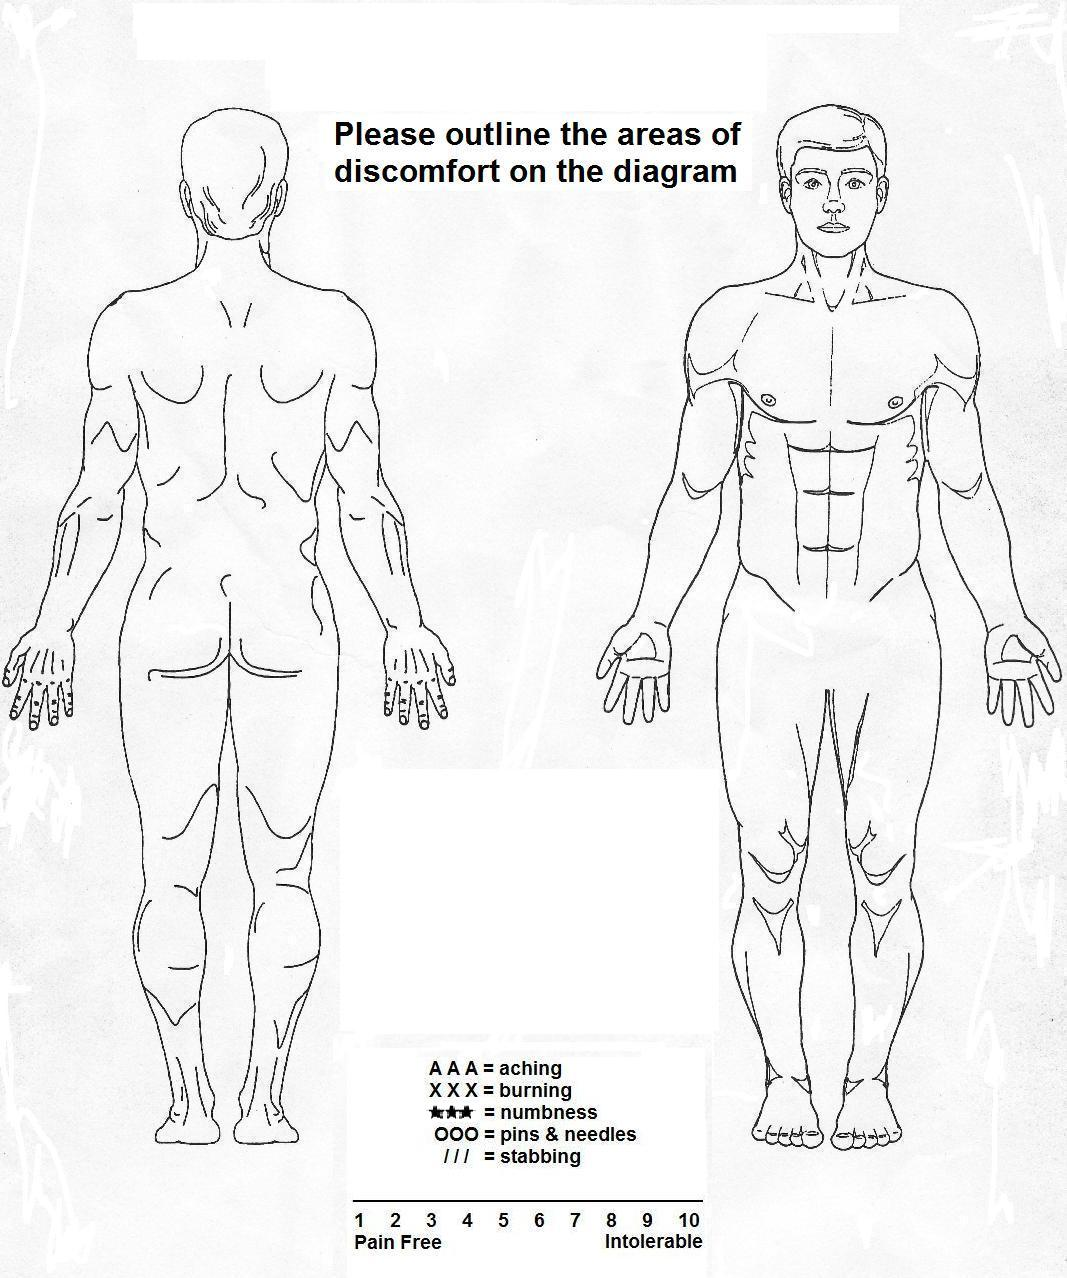 Please outline the areas of
discomfort on the diagram
A A A = aching
X X X = burning
★★★ = numbness
OOO = pins & needles
/ / / = stabbing
1 2 3 4 5 6 7 8 9 10
Pain Free Intolerable